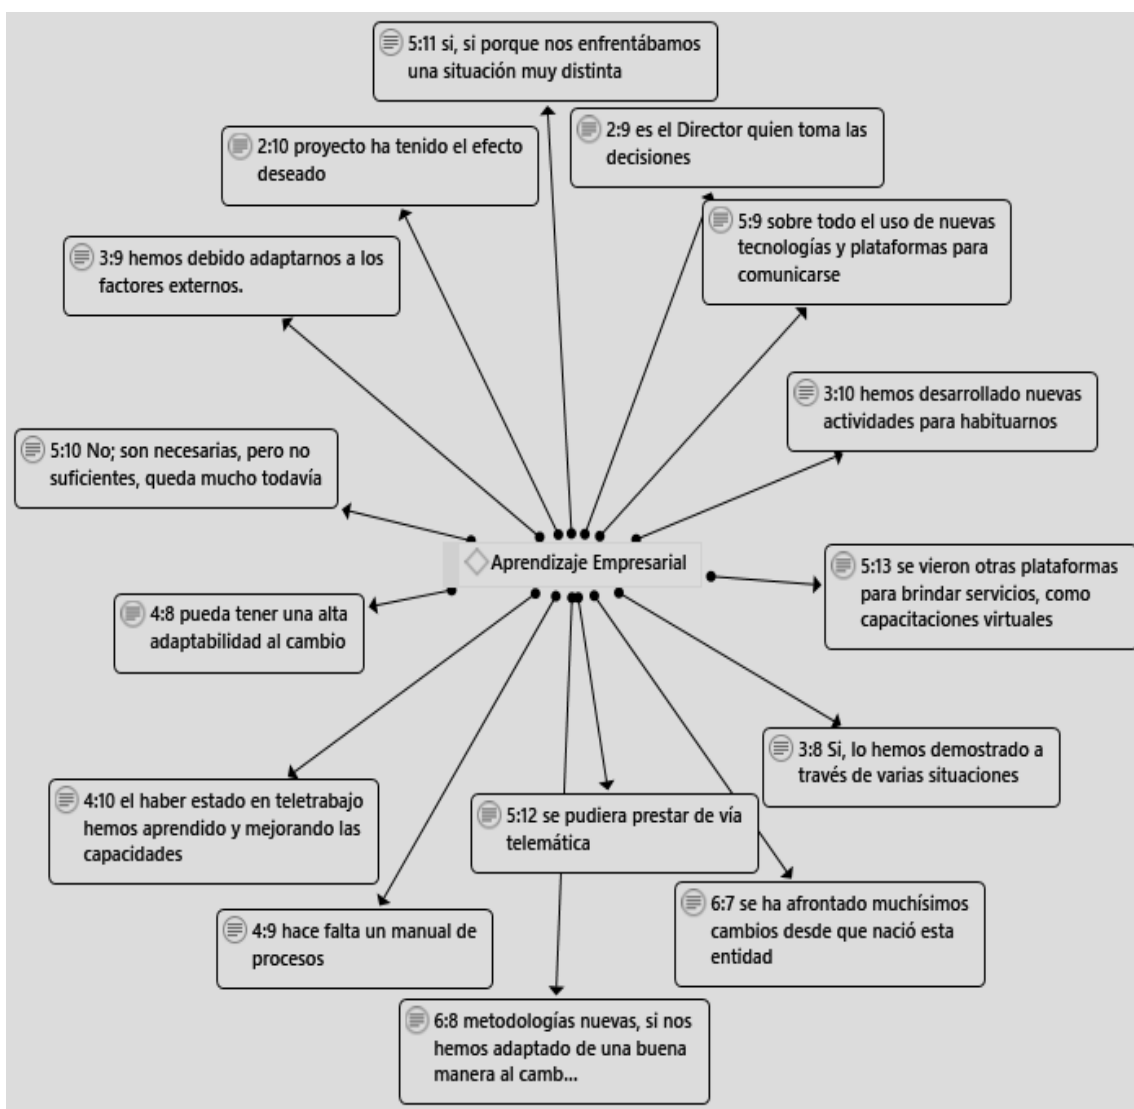 5:11 si, si porque nos enfrentábamos
una situación muy distinta
2:9 es el Director quien toma las
decisiones
2:10 proyecto ha tenido el efecto
deseado
5:9 sobre todo el uso de nuevas
tecnologías y plataformas para
comunicarse
3:9 hemos debido adaptarnos a los
factores externos.
3:10 hemos desarrollado nuevas
actividades para habituarnos
5:10 No; son necesarias, pero no
suficientes, queda mucho todavía
Aprendizaje Empresarial
5:13 se vieron otras plataformas
para brindar servicios, como
capacitaciones virtuales
4:8 pueda tener una alta
adaptabilidad al cambio
3:8 Si, lo hemos demostrado a
través de varias situaciones
4:10 el haber estado en teletrabajo
hemos aprendido y mejorando las
capacidades
5:12 se pudiera prestar de vía
telemática
6:7 se ha afrontado muchísimos
cambios desde que nació esta
entidad
4:9 hace falta un manual de
procesos
6:8 metodologías nuevas, si nos
hemos adaptado de una buena
manera al camb...